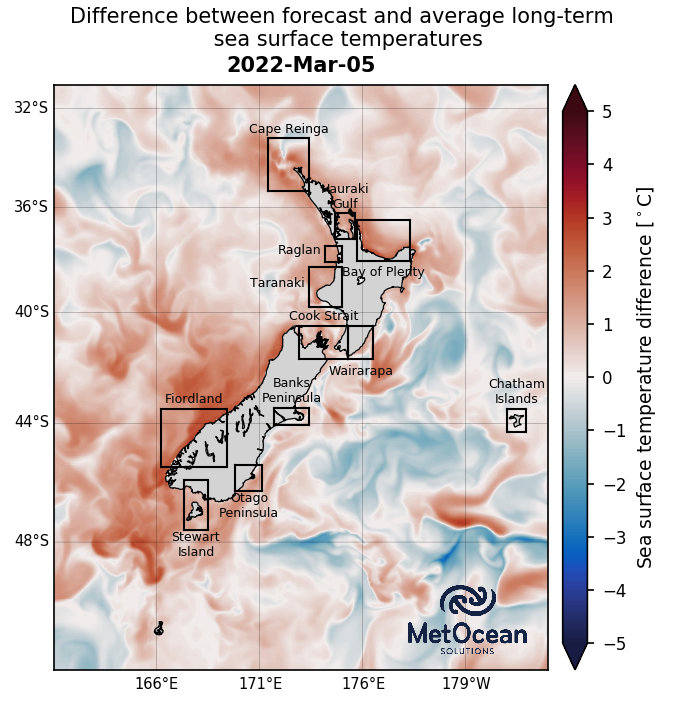 Difference between forecast and average long-term
sea surface temperatures
2022-Mar-05
32°S
36°S
40°S
44°S
48°S
166°E
171°E
176°E
179°W
Cape Reinga
Hauraki
Gulf
Raglan
Bay of Plenty
Taranaki
Cook Strait
Wairarapa
Banks
Peninsula
Chatham
Islands
Fiordland
Otago
Peninsula
Stewart
Island
MetOcean
SOLUTIONS
5
4
3
2
1
0
−1
−2
−3
−4
−5
Sea surface temperature difference [°C]